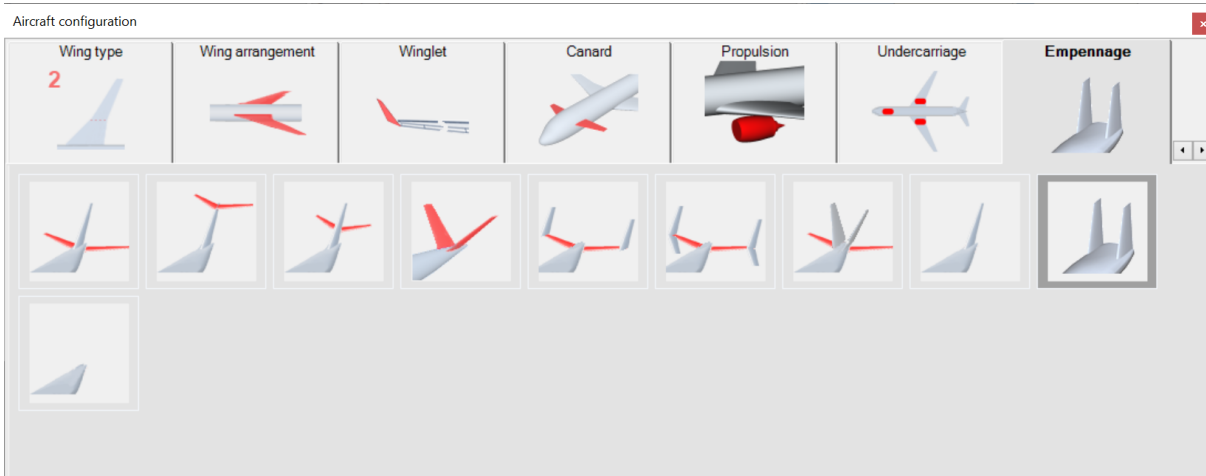 Aircraft configuration
Wing type
Wing arrangement
Winglet
Canard
Propulsion
Undercarriage
Empennage
2